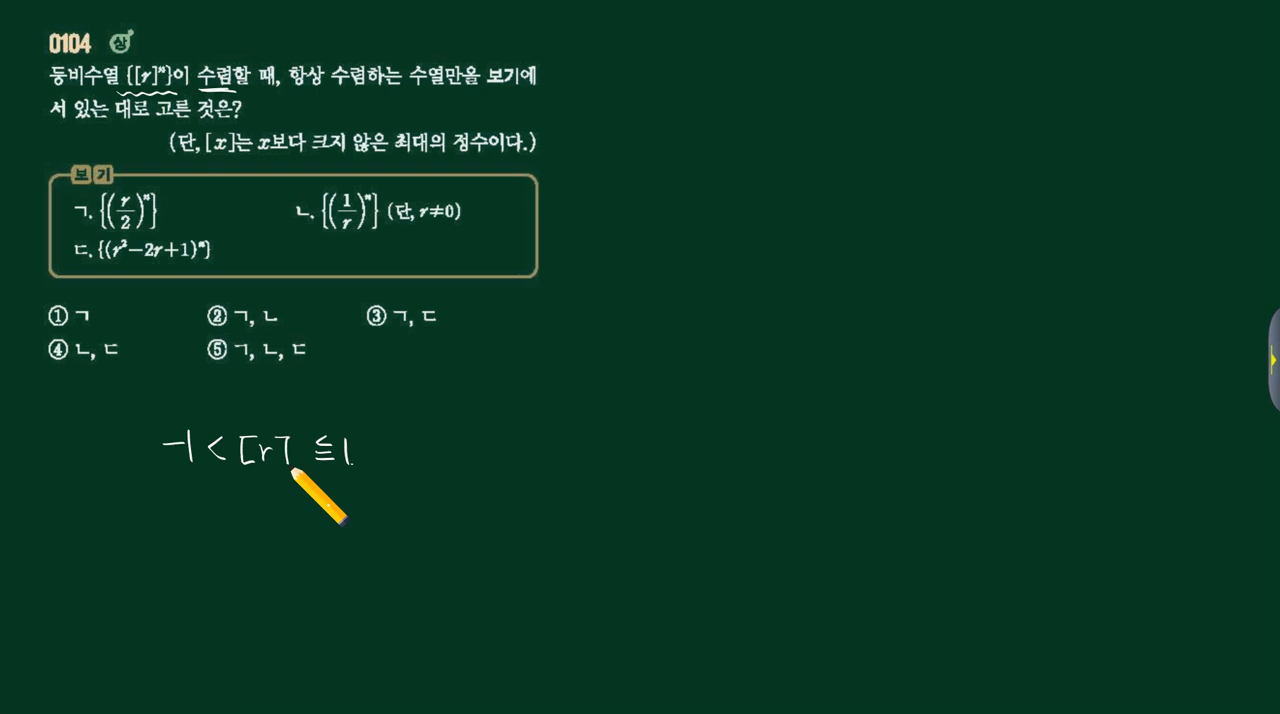 0104 상
등비수열 {[r]ⁿ}이 수렴할 때, 항상 수렴하는 수열만을 보기에
서 있는 대로 고른 것은?
(단, [x]는 x보다 크지 않은 최대의 정수이다.)
보기
ㄱ. {(r/2)ⁿ} ㄴ. {(1/r)ⁿ} (단, r≠0)
ㄷ. {(r²−2r+1)ⁿ}
① ㄱ ② ㄱ, ㄴ ③ ㄱ, ㄷ
④ ㄴ, ㄷ ⑤ ㄱ, ㄴ, ㄷ
-1 < [r] ≦ 1.